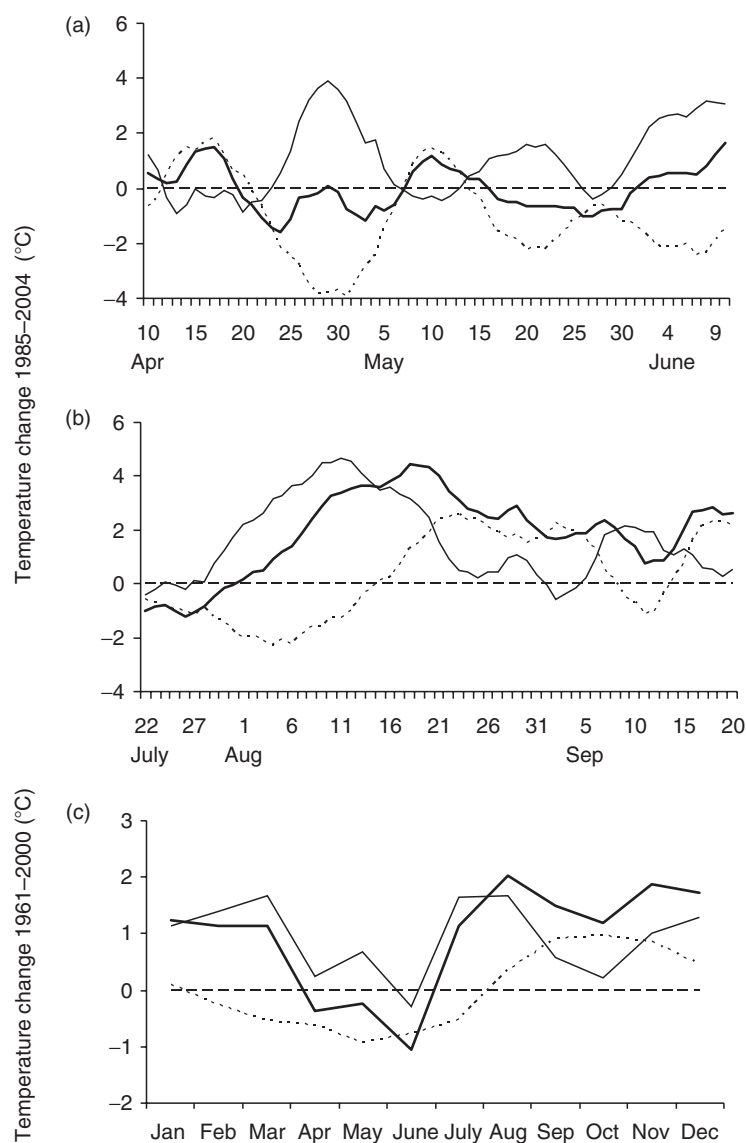 (a)
Temperature change 1985–2004 (°C)
6
4
2
0
–2
–4
10 15 20 25 30 5 10 15 20 25 30 4 9
Apr May June
(b)
6
4
2
0
–2
–4
22 27 1 6 11 16 21 26 31 5 10 15 20
July Aug Sep
(c)
Temperature change 1961–2000 (°C)
3
2
1
0
–1
–2
Jan Feb Mar Apr May June July Aug Sep Oct Nov Dec